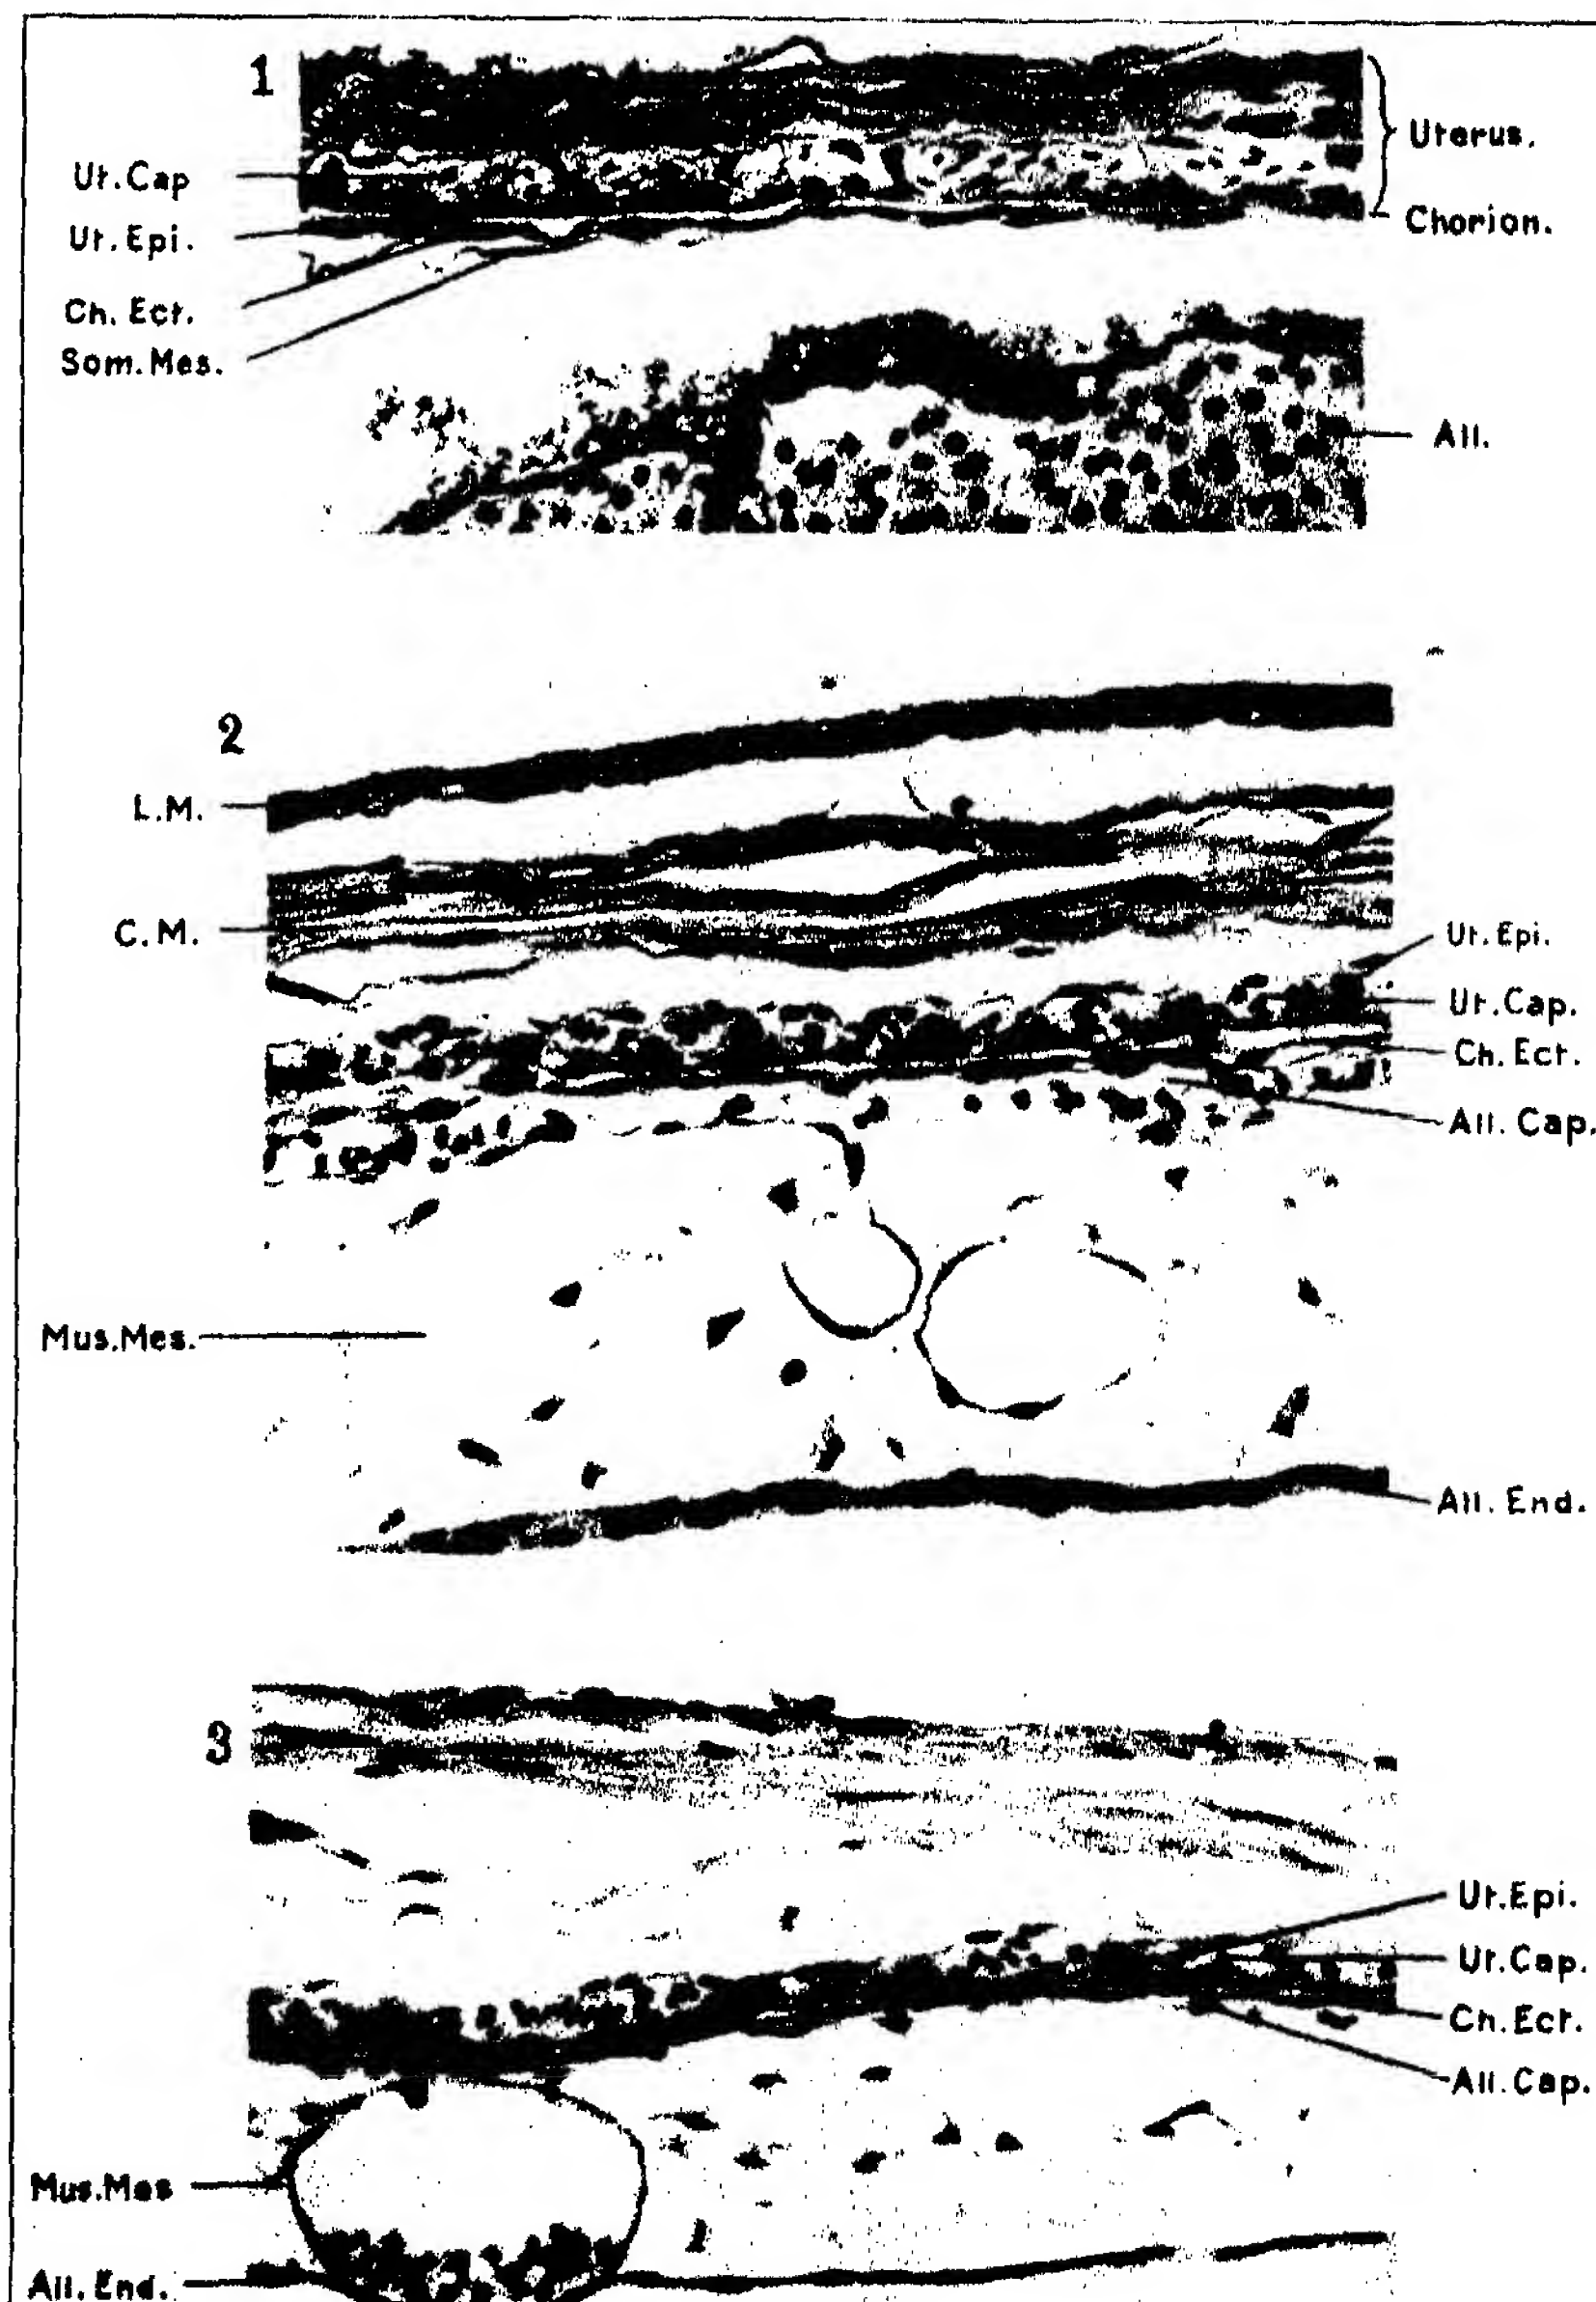 1
Uterus.
Ut.Cap
Chorion.
Ut.Epi.
Ch. Ect.
Som.Mes.
All.
2
L.M.
C.M.
Ut.Epi.
Ut.Cap.
Ch.Ect.
All.Cap.
Mus.Mes.
All.End.
3
Ut.Epi.
Ut.Cap.
Ch.Ect.
All.Cap.
Mus.Mes
All.End.